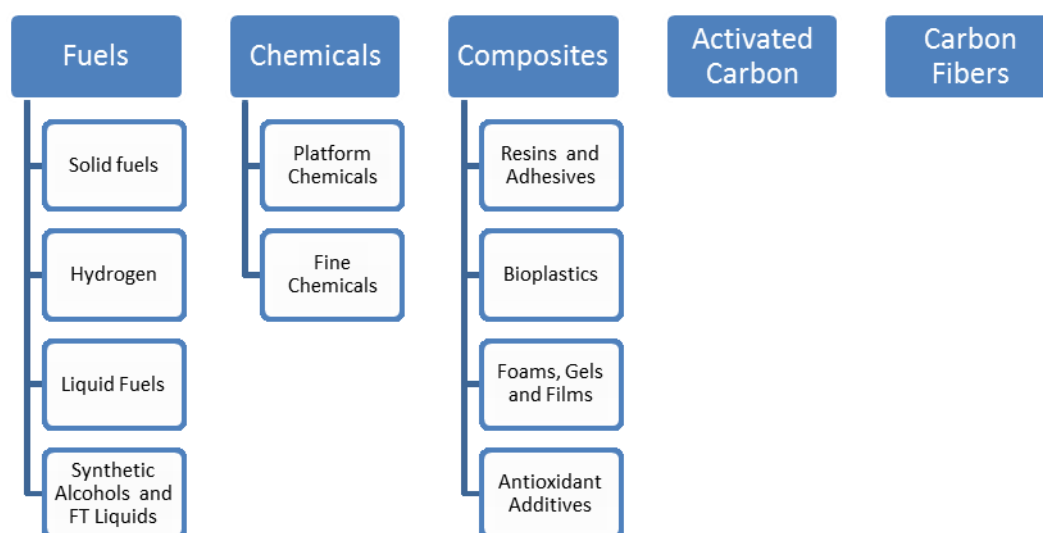 Fuels
Solid fuels
Hydrogen
Liquid Fuels
Synthetic
Alcohols and
FT Liquids
Chemicals
Platform
Chemicals
Fine
Chemicals
Composites
Resins and
Adhesives
Bioplastics
Foams, Gels
and Films
Antioxidant
Additives
Activated
Carbon
Carbon
Fibers